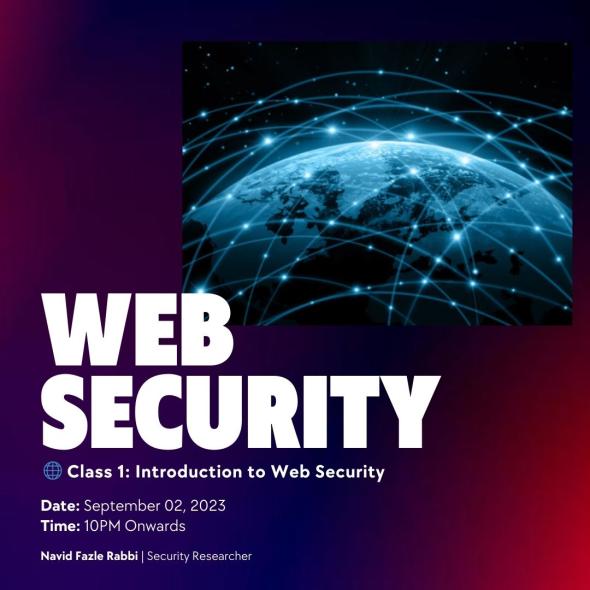 WEB
SECURITY
Class 1: Introduction to Web Security
Date: September 02, 2023
Time: 10PM Onwards
Navid Fazle Rabbi | Security Researcher